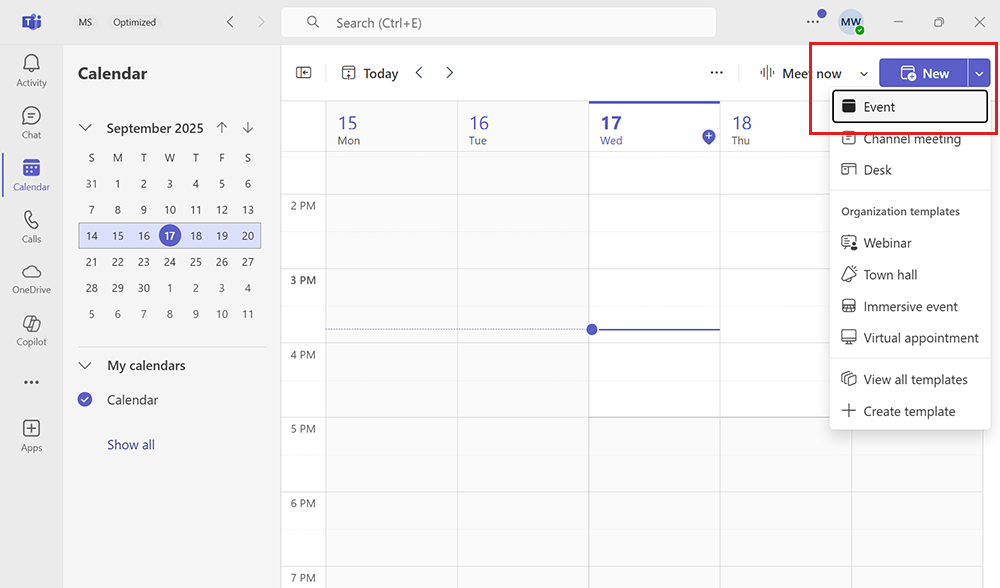 MS Optimized Search (Ctrl+E) MW
Activity
Chat
Calendar
Calls
OneDrive
Copilot
Apps
Calendar
September 2025
S M T W T F S
31 1 2 3 4 5 6
7 8 9 10 11 12 13
14 15 16 17 18 19 20
21 22 23 24 25 26 27
28 29 30 1 2 3 4
5 6 7 8 9 10 11
My calendars
Calendar
Show all
Today Meet now New
15 16 17 18
Mon Tue Wed Thu
2 PM
3 PM
4 PM
5 PM
6 PM
7 PM
Event
Channel meeting
Desk
Organization templates
Webinar
Town hall
Immersive event
Virtual appointment
View all templates
Create template